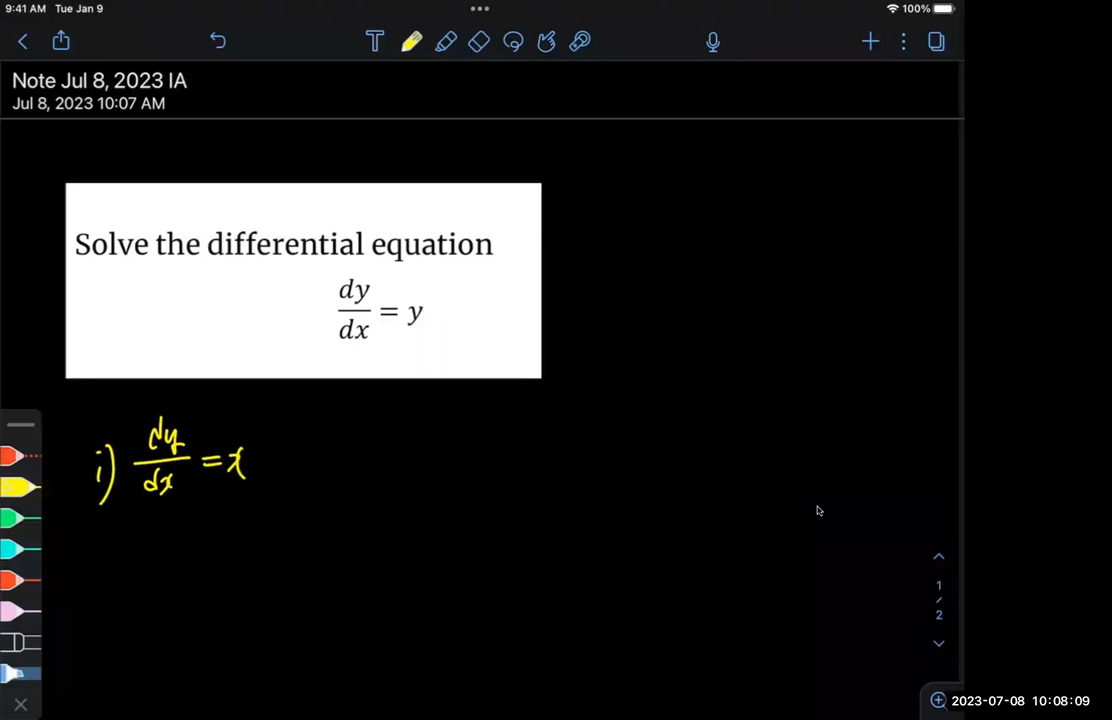 9:41 AM Tue Jan 9
100%
Note Jul 8, 2023 IA
Jul 8, 2023 10:07 AM
Solve the differential equation
dy/dx = y
i) dy/dx = x
1
/
2
2023-07-08 10:08:09